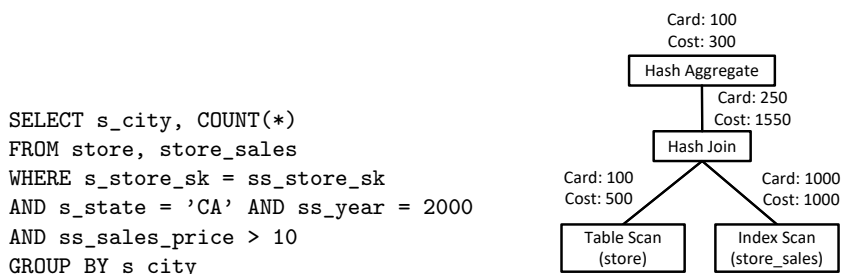 SELECT s_city, COUNT(*)
FROM store, store_sales
WHERE s_store_sk = ss_store_sk
AND s_state = 'CA' AND ss_year = 2000
AND ss_sales_price > 10
GROUP BY s_city
Card: 100
Cost: 300
Hash Aggregate
Card: 250
Cost: 1550
Hash Join
Card: 100
Cost: 500
Card: 1000
Cost: 1000
Table Scan
(store)
Index Scan
(store_sales)